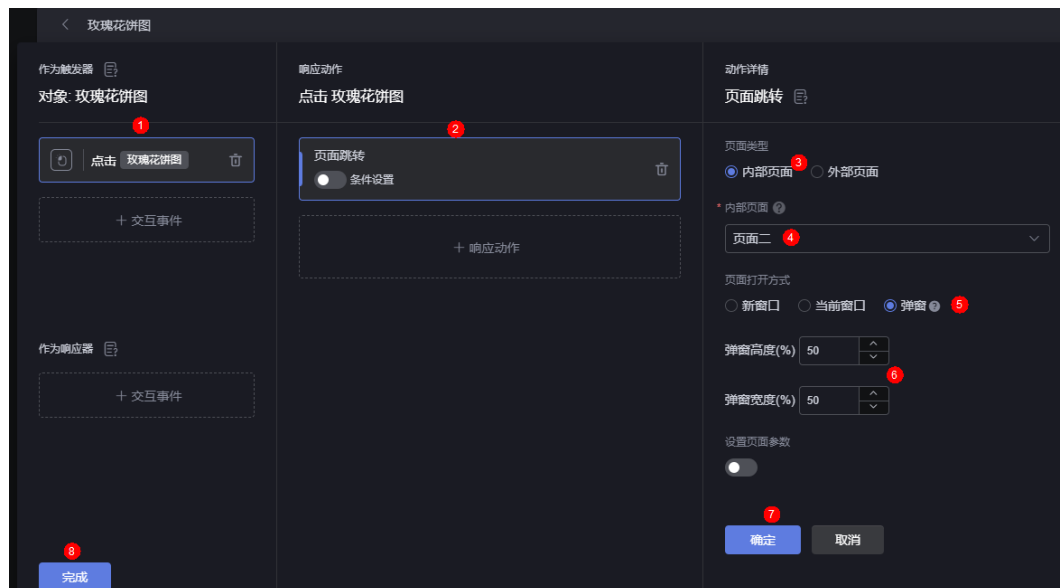 玫瑰花饼图
作为触发器
对象: 玫瑰花饼图
1
点击 玫瑰花饼图
+ 交互事件
作为响应器
+ 交互事件
8
完成
响应动作
点击 玫瑰花饼图
2
页面跳转
条件设置
+ 响应动作
动作详情
页面跳转
页面类型
内部页面 3 外部页面
* 内部页面
页面二 4
页面打开方式
新窗口 当前窗口 弹窗 5
弹窗高度(%) 50
6
弹窗宽度(%) 50
设置页面参数
7
确定 取消